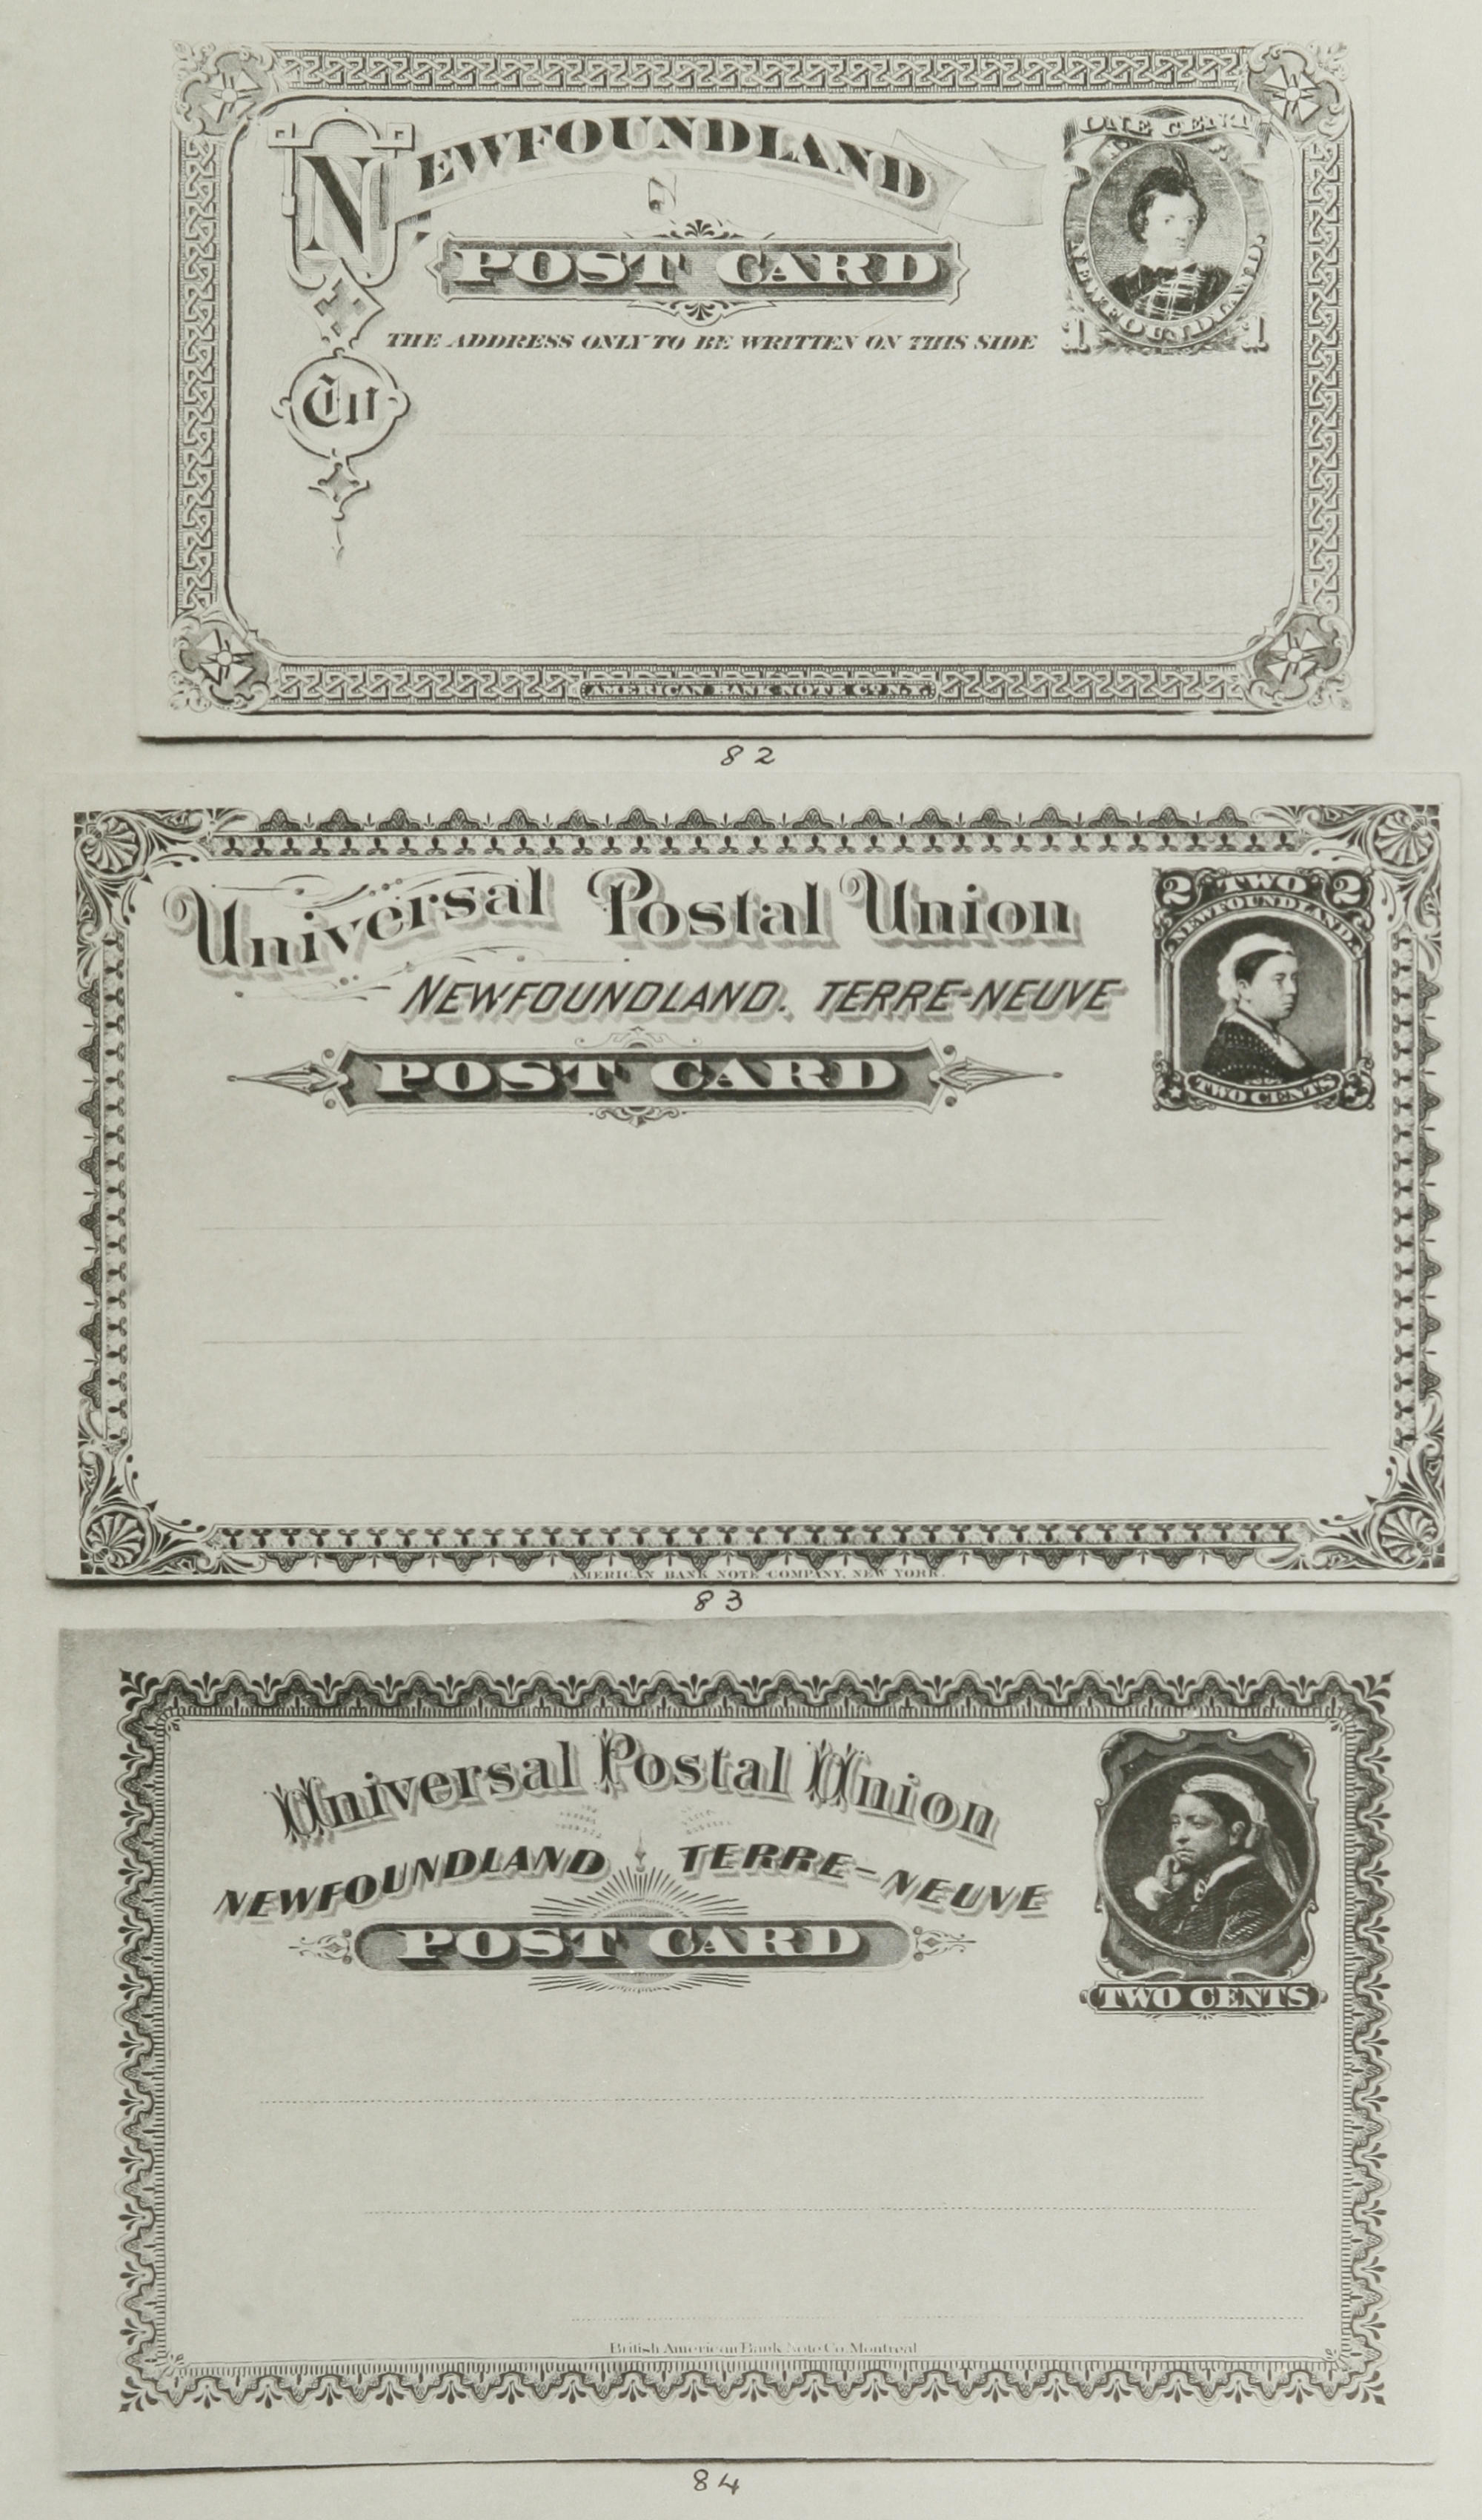 NEWFOUNDLAND
POST CARD
THE ADDRESS ONLY TO BE WRITTEN ON THIS SIDE
To
ONE CENT
NEWFOUNDLAND.
1 1
AMERICAN BANK NOTE CO. N.Y.
82
Universal Postal Union
NEWFOUNDLAND. TERRE-NEUVE
POST CARD
2 TWO 2
NEWFOUNDLAND.
TWO CENTS
AMERICAN BANK NOTE COMPANY, NEW YORK.
83
Universal Postal Union
NEWFOUNDLAND TERRE-NEUVE
POST CARD
TWO CENTS
British American Bank Note Co. Montreal
84